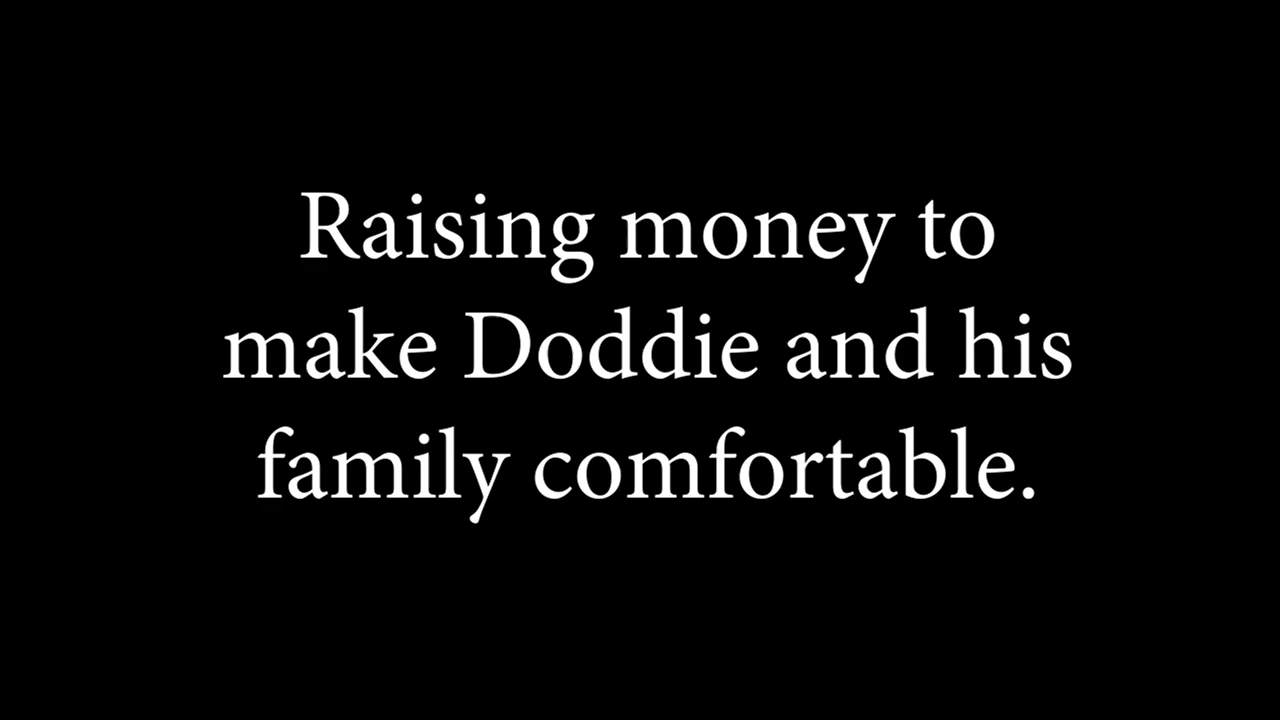 Raising money to
make Doddie and his
family comfortable.